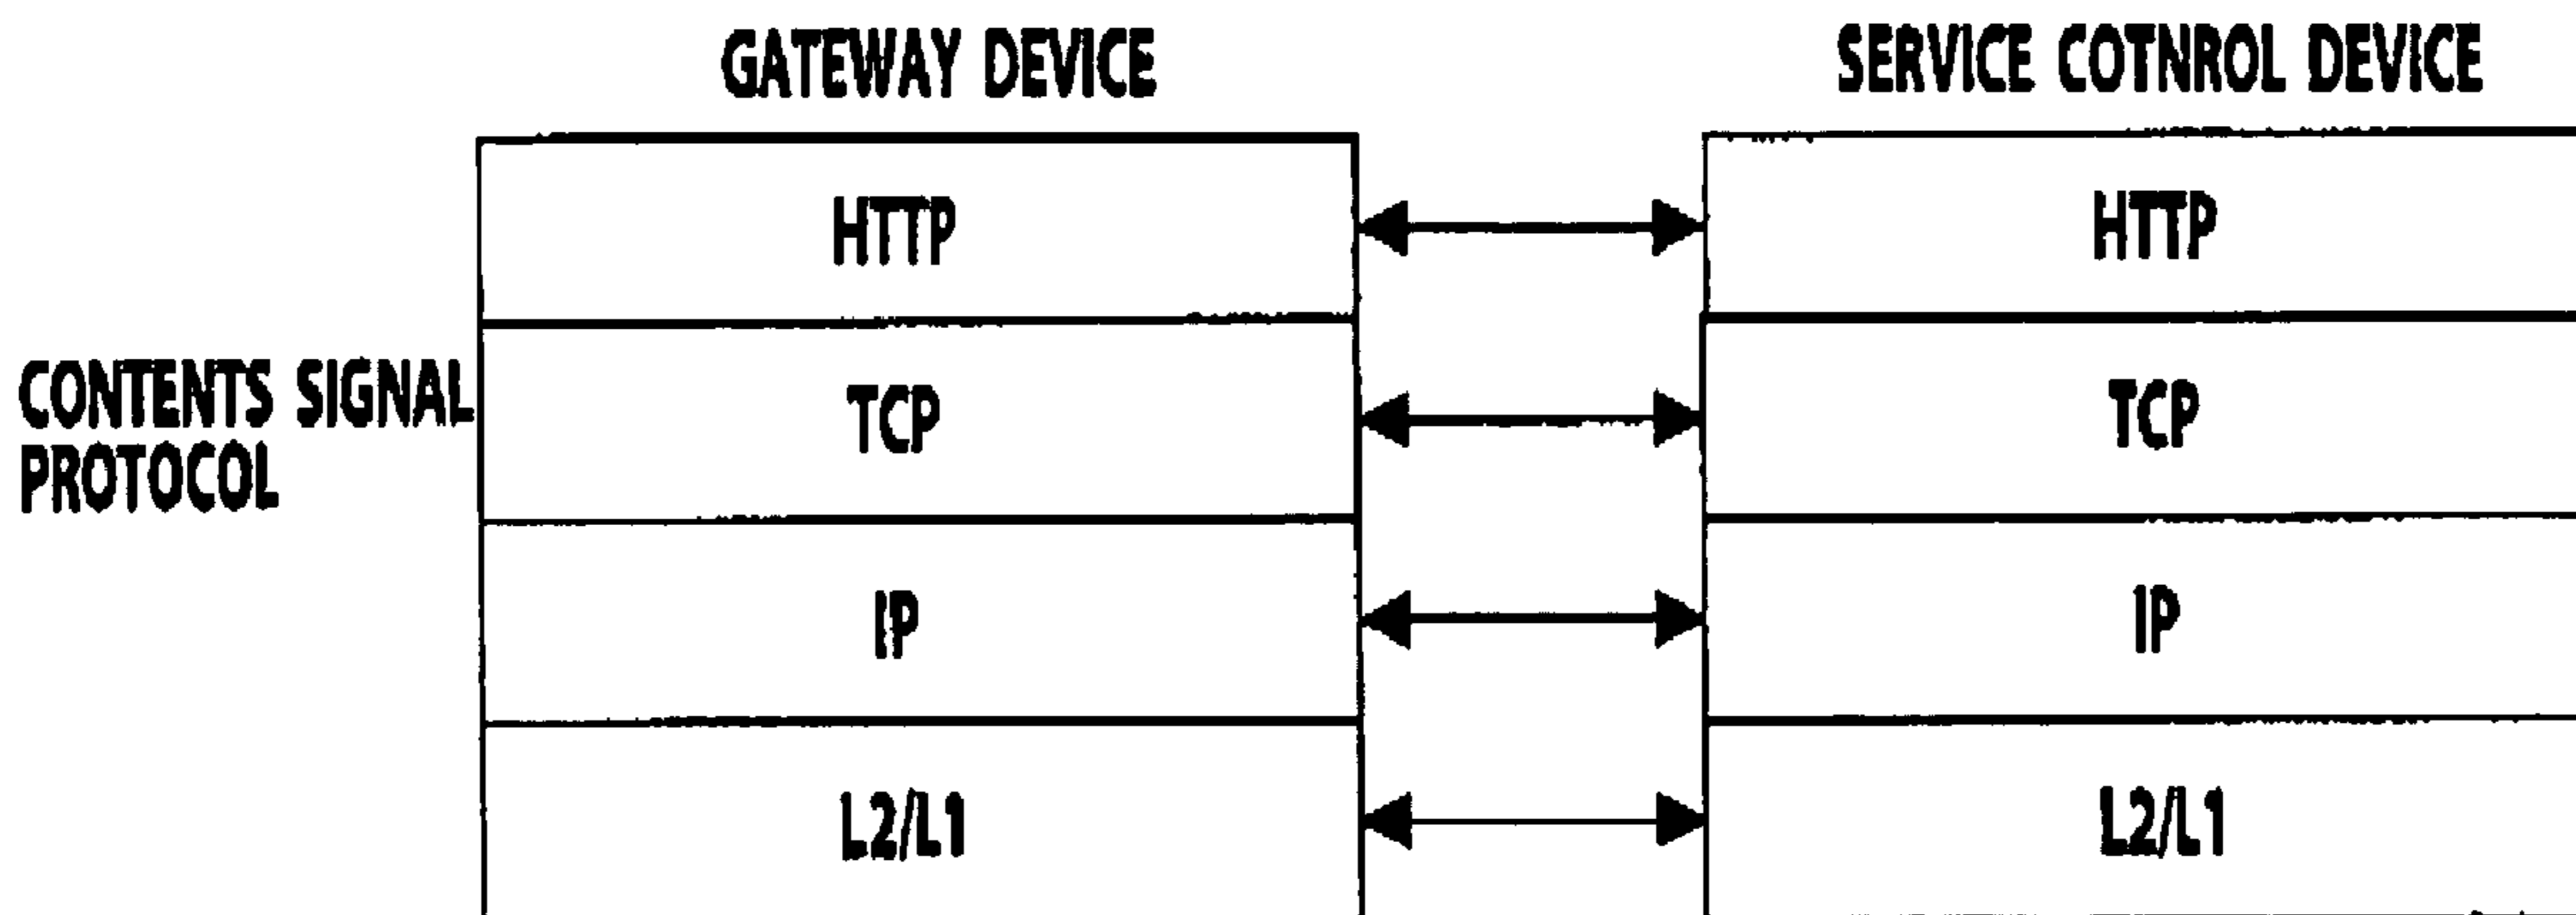 GATEWAY DEVICE
SERVICE COTNROL DEVICE
HTTP
HTTP
CONTENTS SIGNAL
PROTOCOL
TCP
TCP
IP
IP
L2/L1
L2/L1